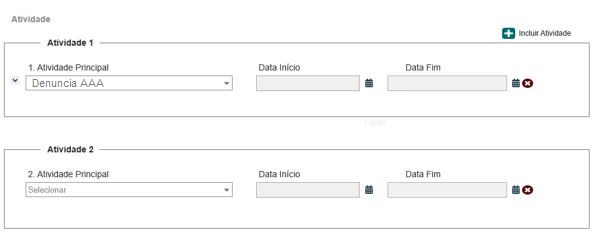 Atividade
Incluir Atividade
Atividade 1
1. Atividade Principal Data Início Data Fim
Denuncia AAA
Label
Atividade 2
2. Atividade Principal Data Início Data Fim
Selecionar